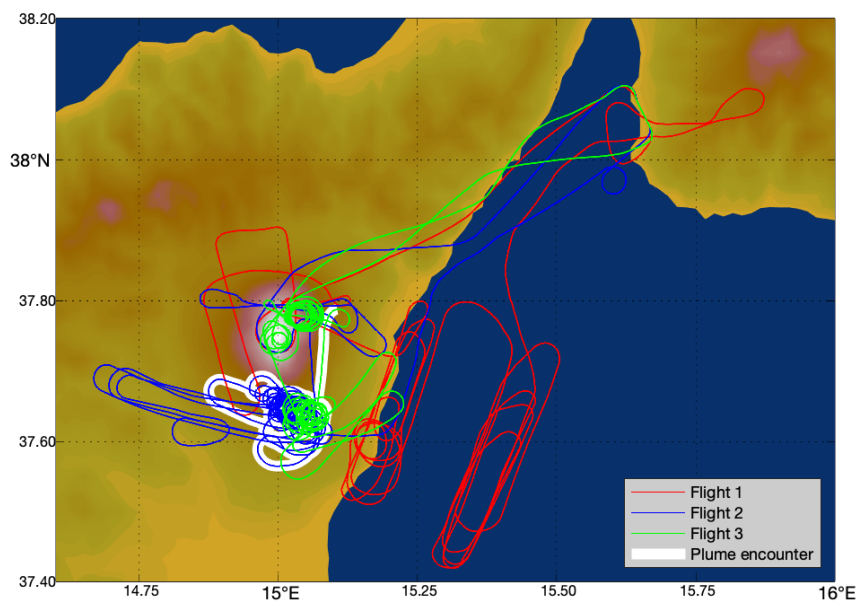 38.20
38°N
37.80
37.60
37.40
14.75
15°E
15.25
15.50
15.75
16°E
Flight 1
Flight 2
Flight 3
Plume encounter